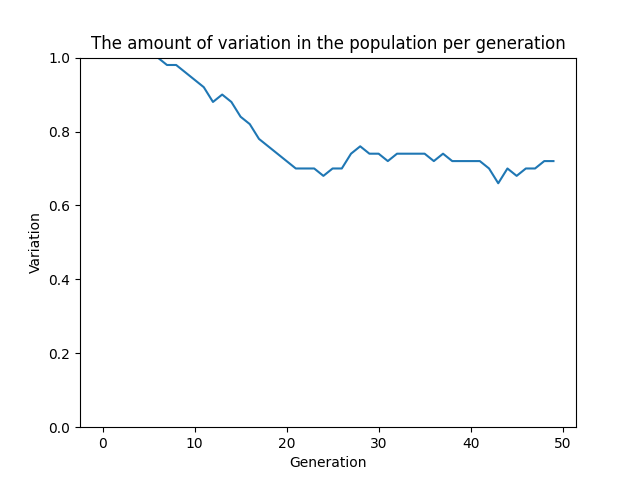 The amount of variation in the population per generation
1.0
0.8
0.6
0.4
0.2
0.0
Variation
0 10 20 30 40 50
Generation